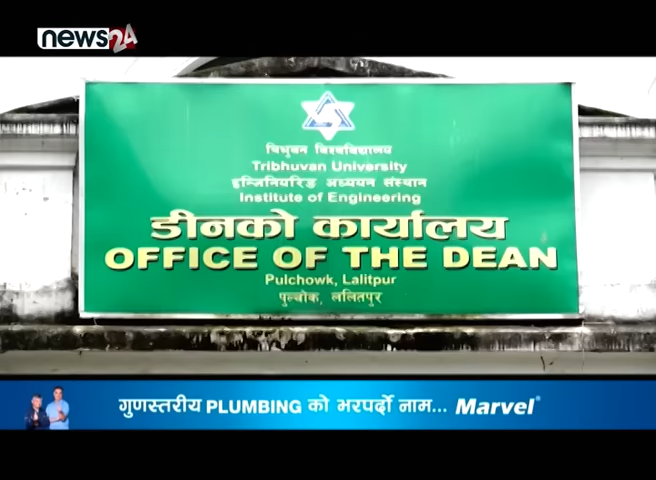 news24
त्रिभुवन विश्वविद्यालय
Tribhuvan University
इन्जिनियरिङ अध्ययन संस्थान
Institute of Engineering
डीनको कार्यालय
OFFICE OF THE DEAN
Pulchowk, Lalitpur
पुल्चोक, ललितपुर
गुणस्तरीय PLUMBING को भरपर्दो नाम... Marvel®